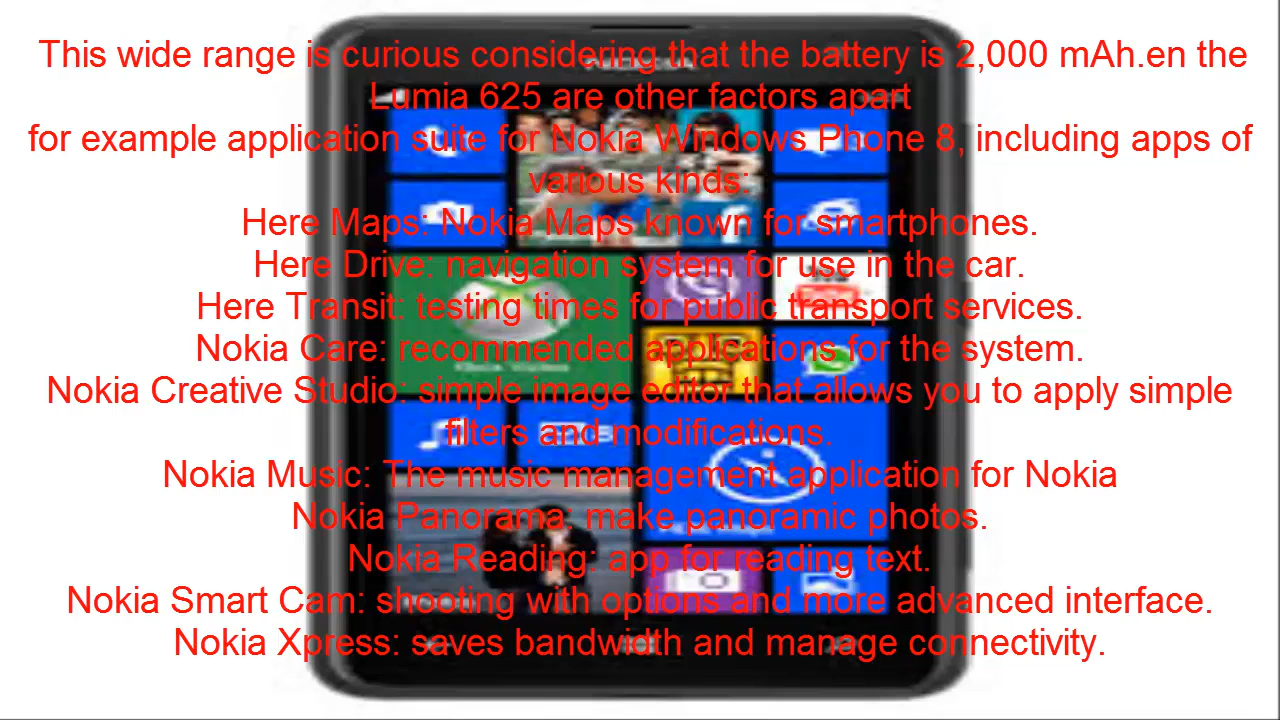 This wide range is curious considering that the battery is 2,000 mAh.en the
Lumia 625 are other factors apart
for example application suite for Nokia Windows Phone 8, including apps of
various kinds:
Here Maps: Nokia Maps known for smartphones.
Here Drive: navigation system for use in the car.
Here Transit: testing times for public transport services.
Nokia Care: recommended applications for the system.
Nokia Creative Studio: simple image editor that allows you to apply simple
filters and modifications.
Nokia Music: The music management application for Nokia
Nokia Panorama: make panoramic photos.
Nokia Reading: app for reading text.
Nokia Smart Cam: shooting with options and more advanced interface.
Nokia Xpress: saves bandwidth and manage connectivity.